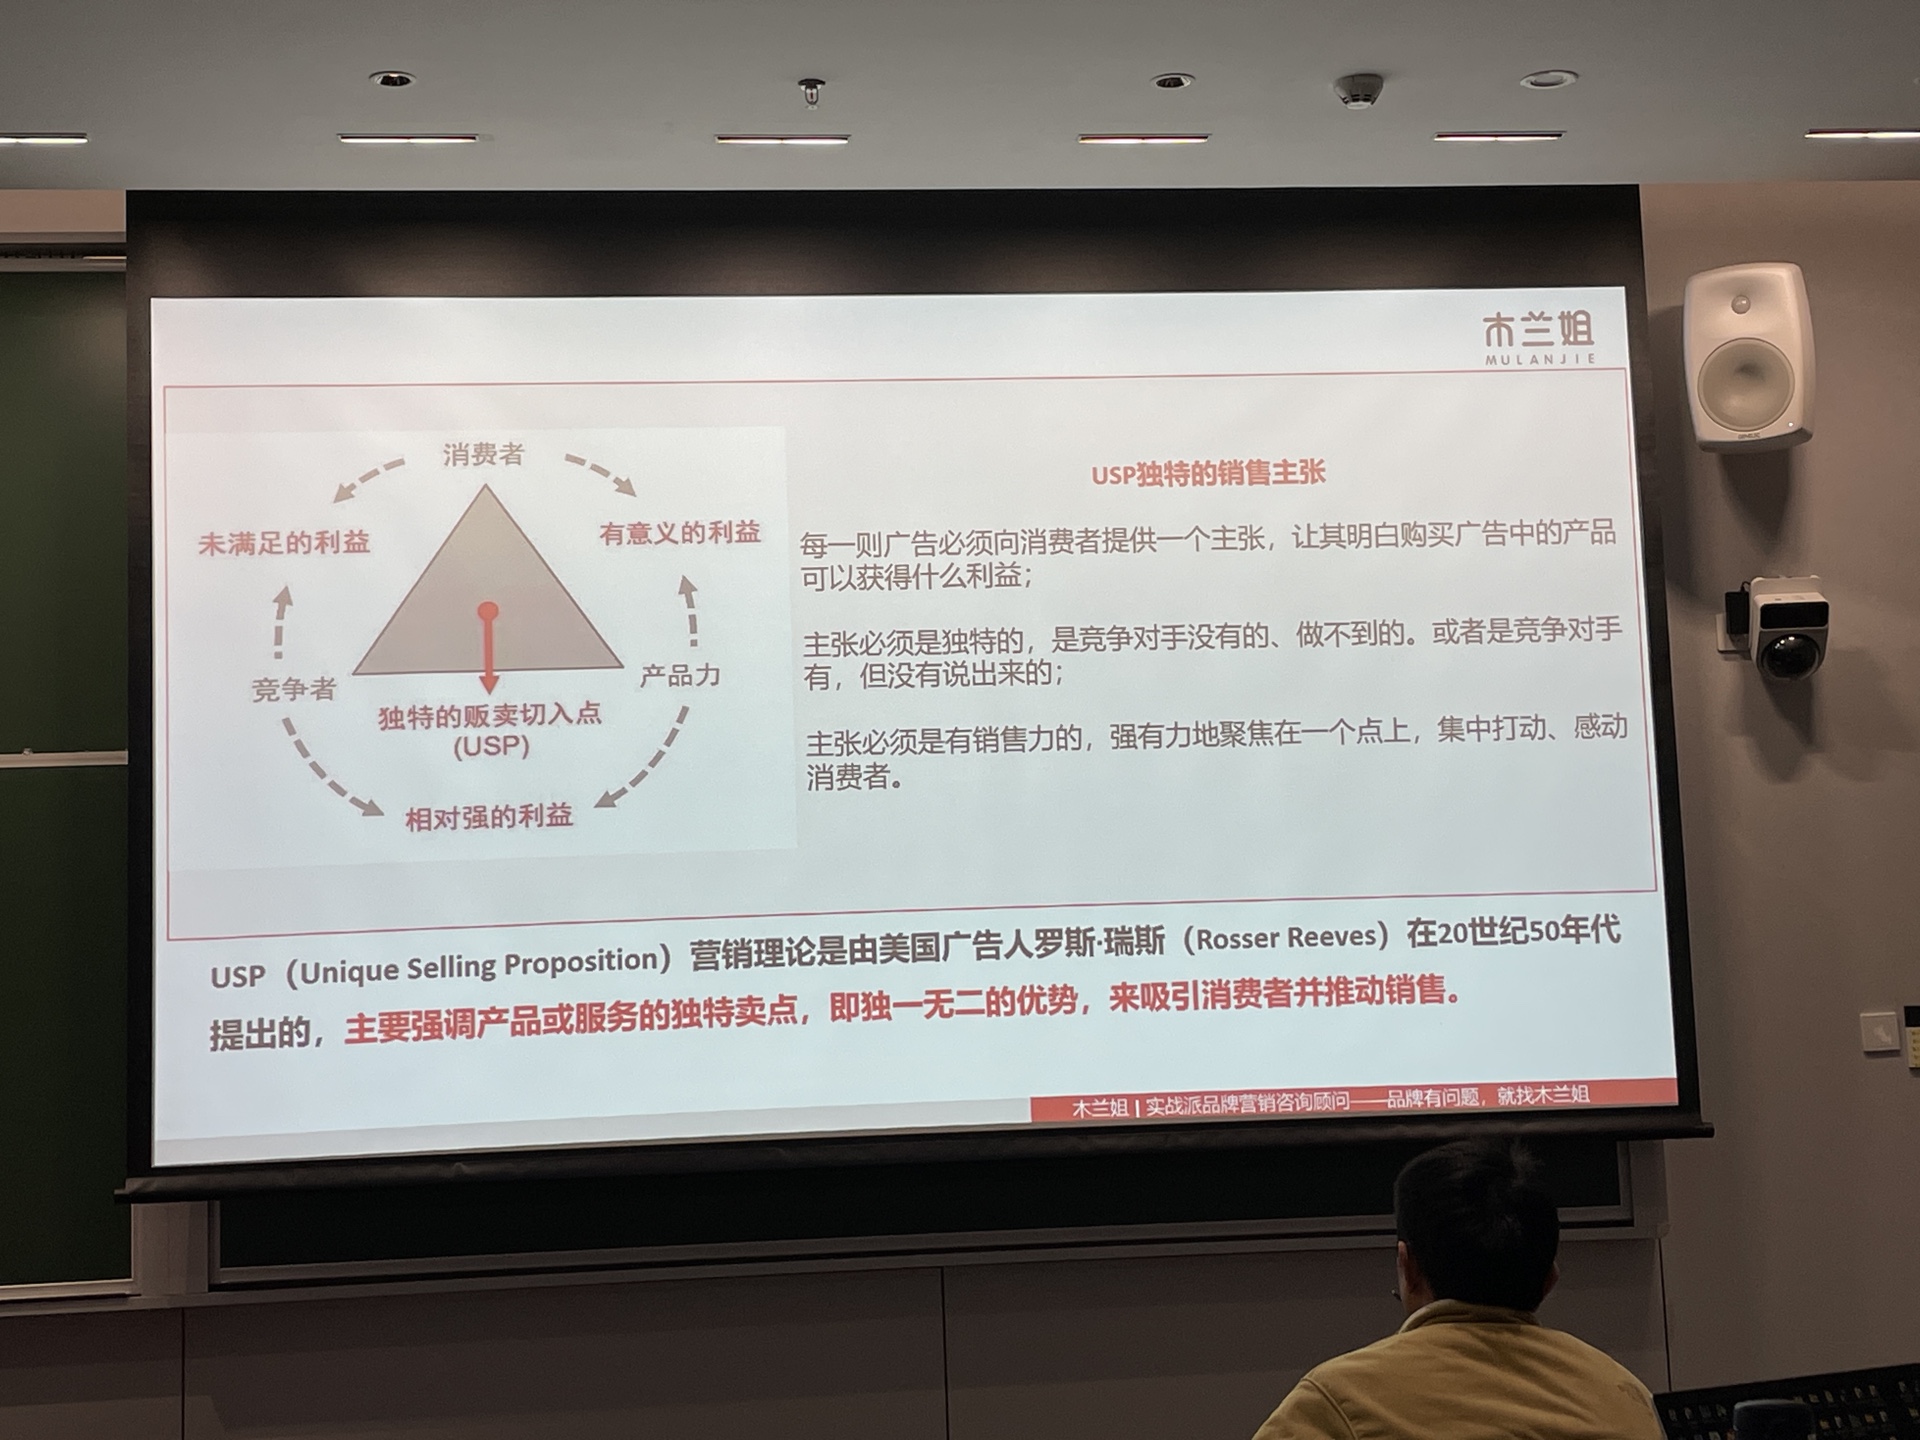 木兰姐
MULANJIE
消费者
未满足的利益
有意义的利益
竞争者
产品力
独特的贩卖切入点
(USP)
相对强的利益
USP独特的销售主张
每一则广告必须向消费者提供一个主张，让其明白购买广告中的产品
可以获得什么利益；
主张必须是独特的，是竞争对手没有的、做不到的。或者是竞争对手
有，但没有说出来的；
主张必须是有销售力的，强有力地聚焦在一个点上，集中打动、感动
消费者。
USP（Unique Selling Proposition）营销理论是由美国广告人罗斯·瑞斯（Rosser Reeves）在20世纪50年代
提出的，主要强调产品或服务的独特卖点，即独一无二的优势，来吸引消费者并推动销售。
木兰姐 | 实战派品牌营销咨询顾问——品牌有问题，就找木兰姐